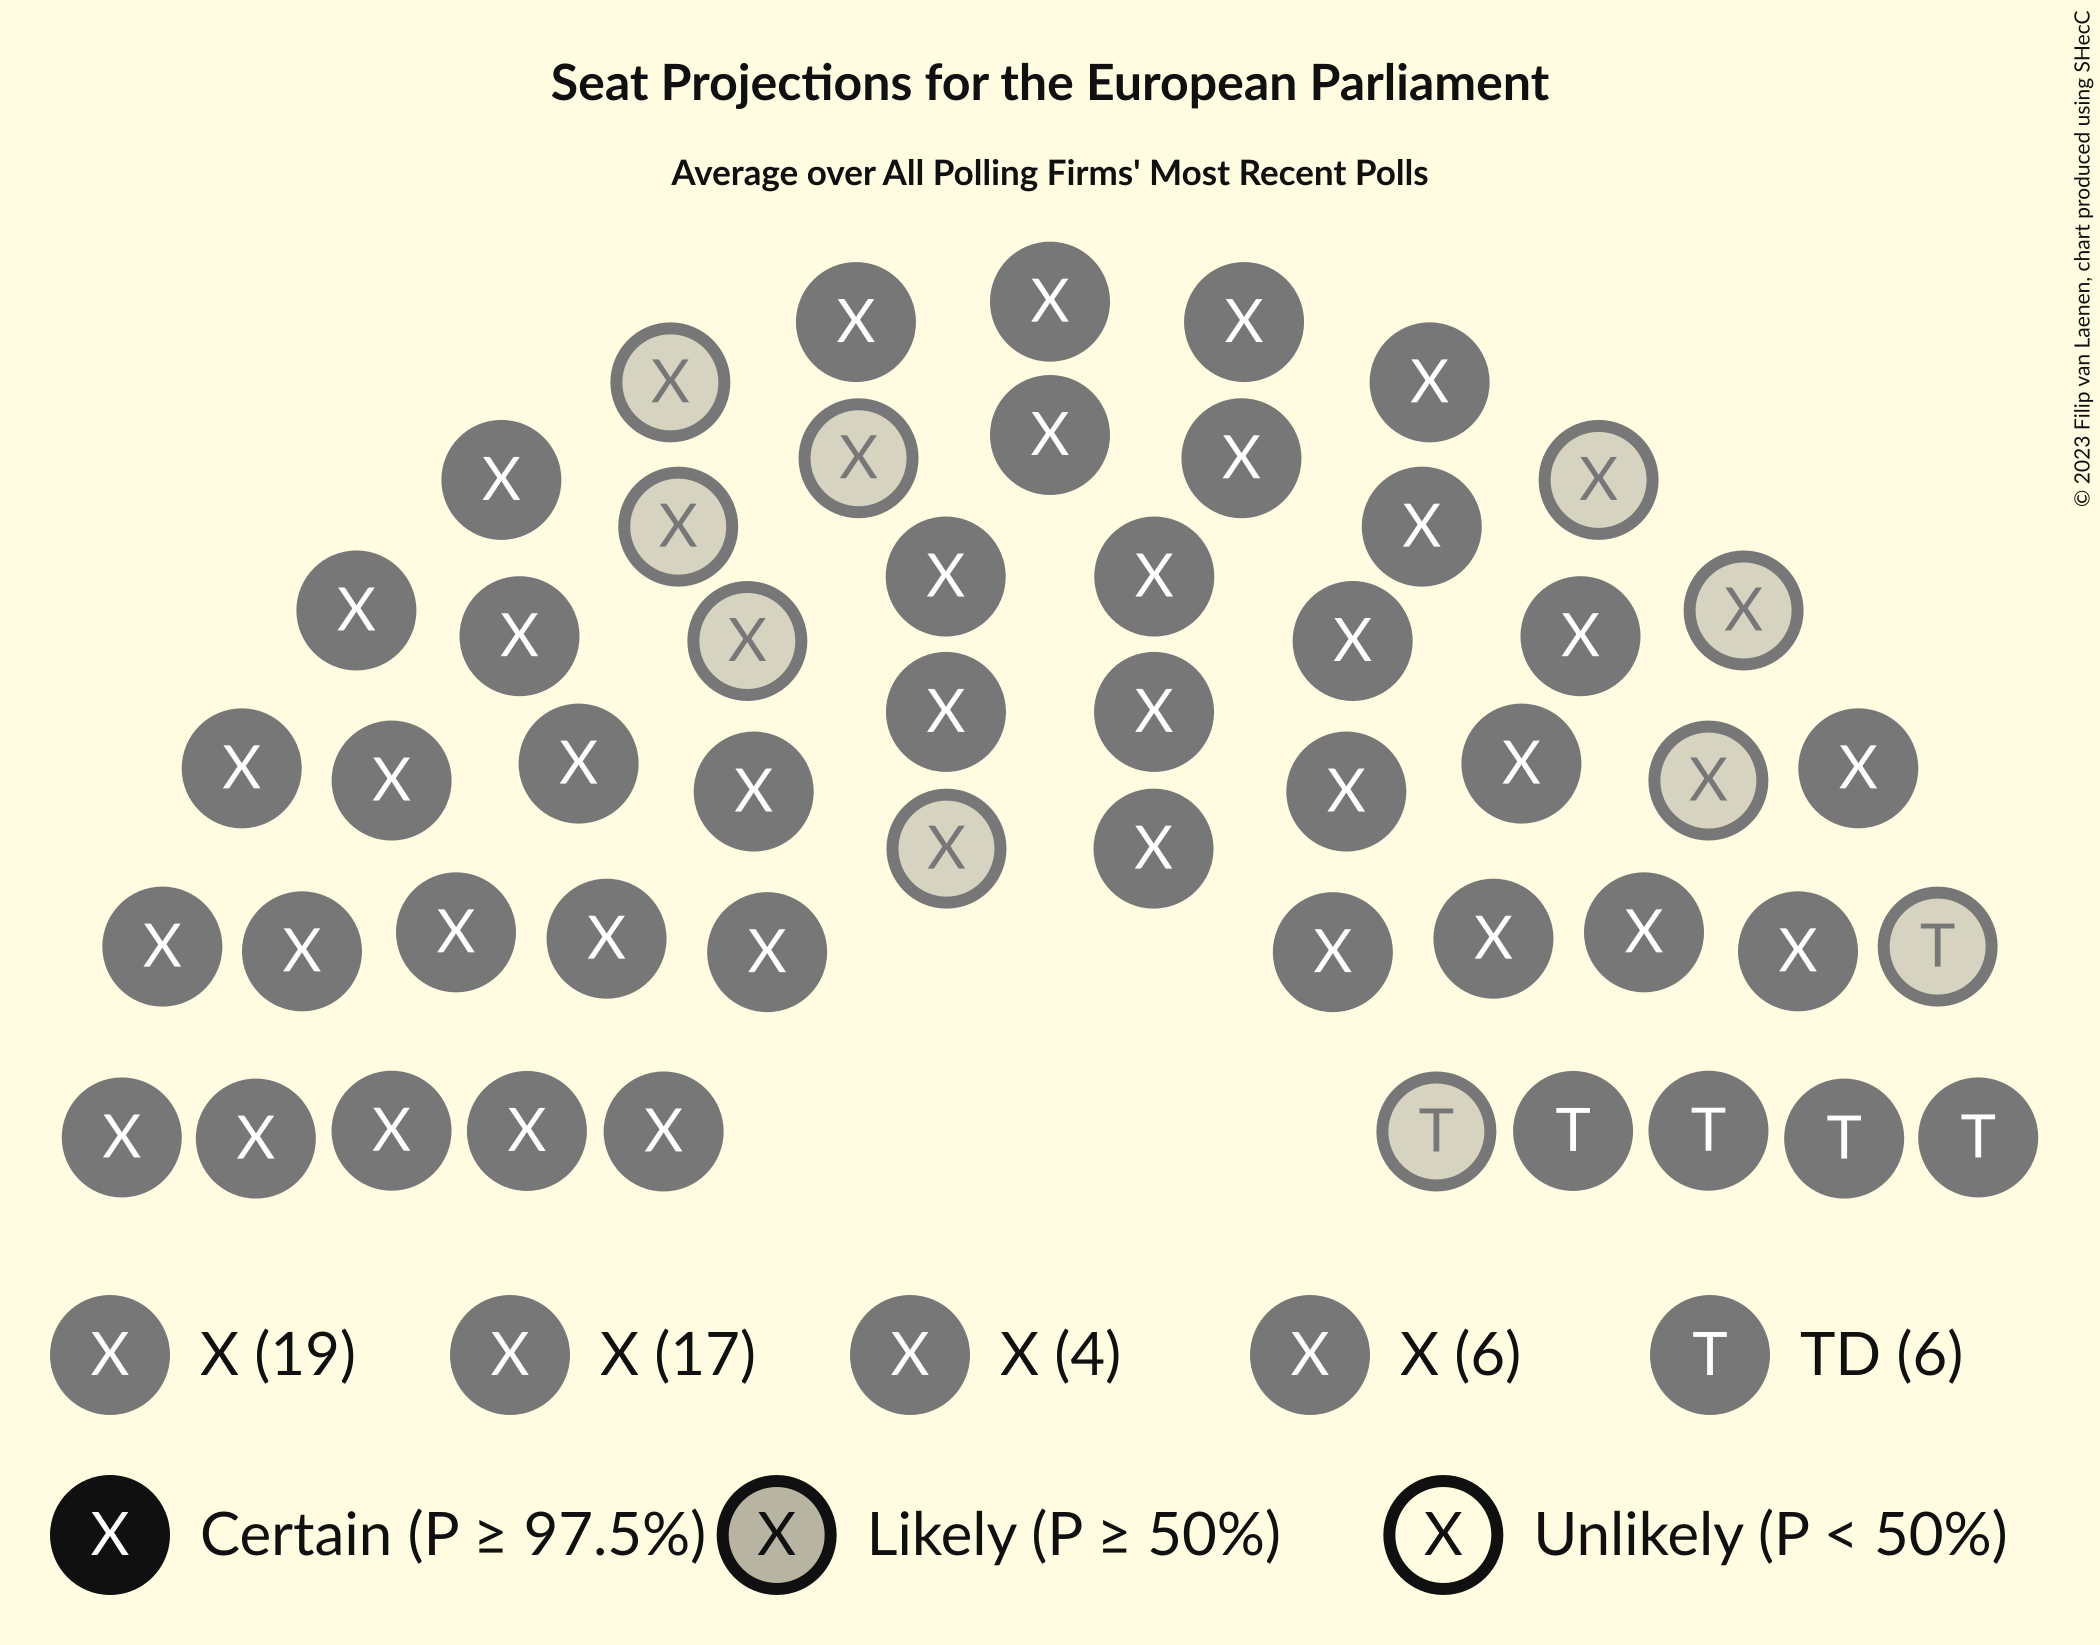 Seat Projections for the European Parliament
Average over All Polling Firms' Most Recent Polls
© 2023 Filip van Laenen, chart produced using SHecC
X
X X
X X
X
X X
X X
X X
X X
X X X X
X X
X X X X
X X X X
X X X X
X X
X X X X X X X X
X T
X X X X X T T T T T
X X (19) X X (17) X X (4) X X (6) T TD (6)
X Certain (P ≥ 97.5%) X Likely (P ≥ 50%) X Unlikely (P < 50%)